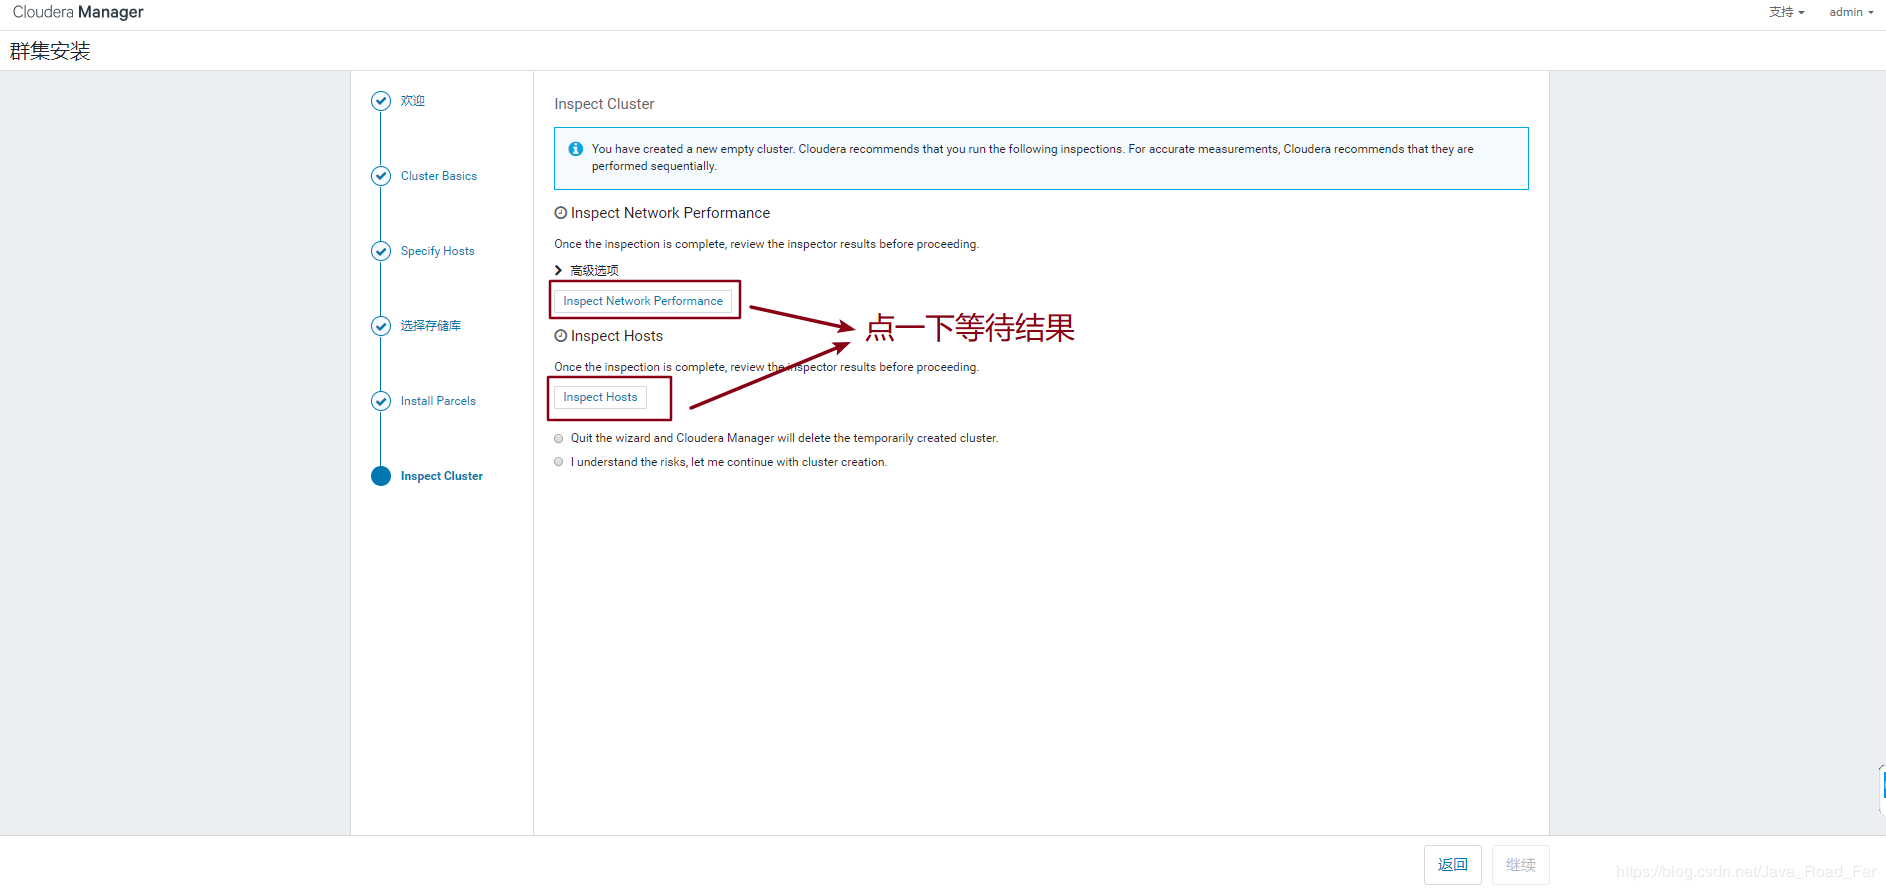 Cloudera Manager
支持
admin
群集安装
欢迎
Cluster Basics
Specify Hosts
选择存储库
Install Parcels
Inspect Cluster
Inspect Cluster
You have created a new empty cluster. Cloudera recommends that you run the following inspections. For accurate measurements, Cloudera recommends that they are
performed sequentially.
Inspect Network Performance
Once the inspection is complete, review the inspector results before proceeding.
高级选项
Inspect Network Performance
点一下等待结果
Inspect Hosts
Once the inspection is complete, review the inspector results before proceeding.
Inspect Hosts
Quit the wizard and Cloudera Manager will delete the temporarily created cluster.
I understand the risks, let me continue with cluster creation.
返回
继续
https://blog.csdn.net/Java_Road_Far